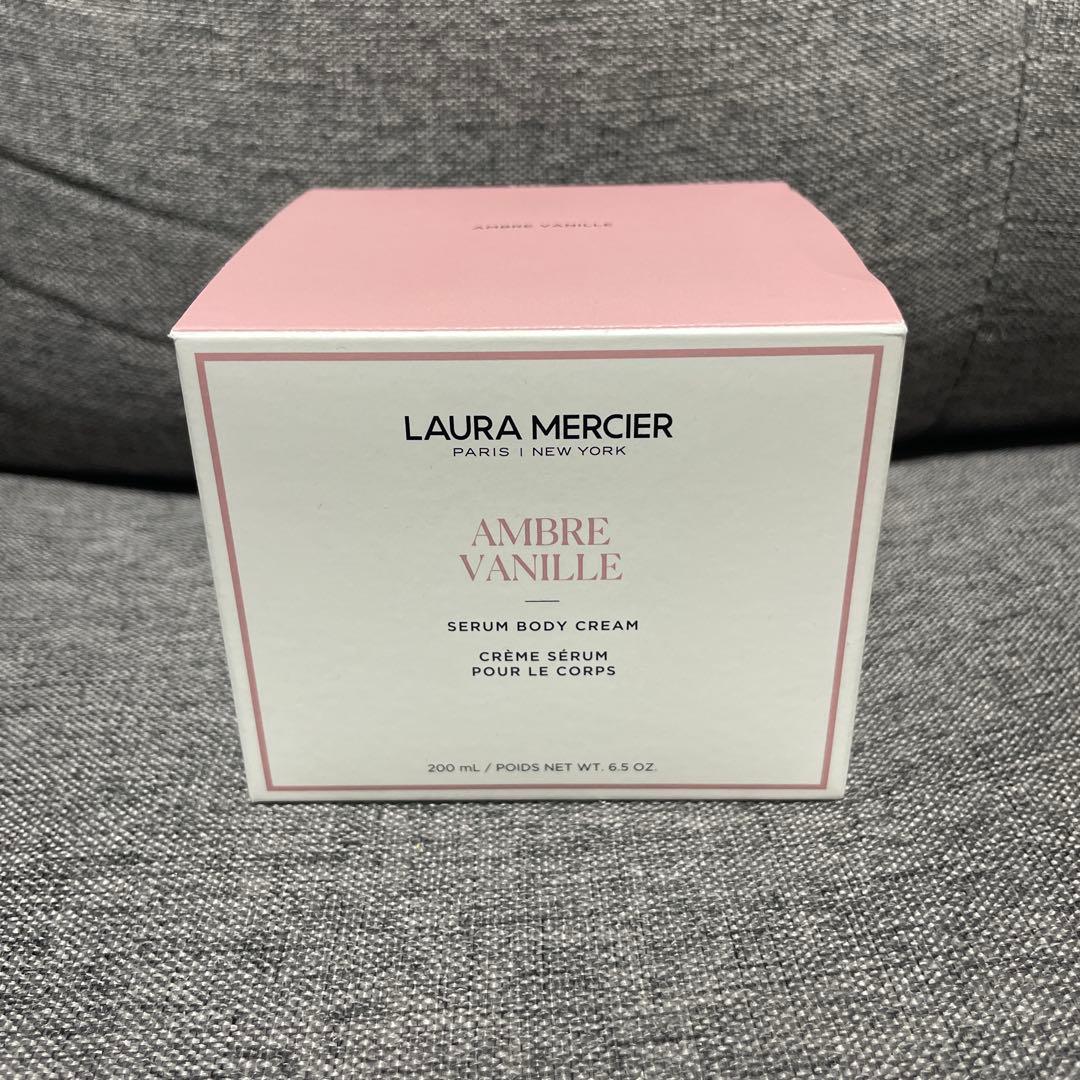 AMBRE VANILLE
LAURA MERCIER
PARIS | NEW YORK
AMBRE
VANILLE
SERUM BODY CREAM
CRÈME SÉRUM
POUR LE CORPS
200 mL / POIDS NET WT. 6.5 OZ.